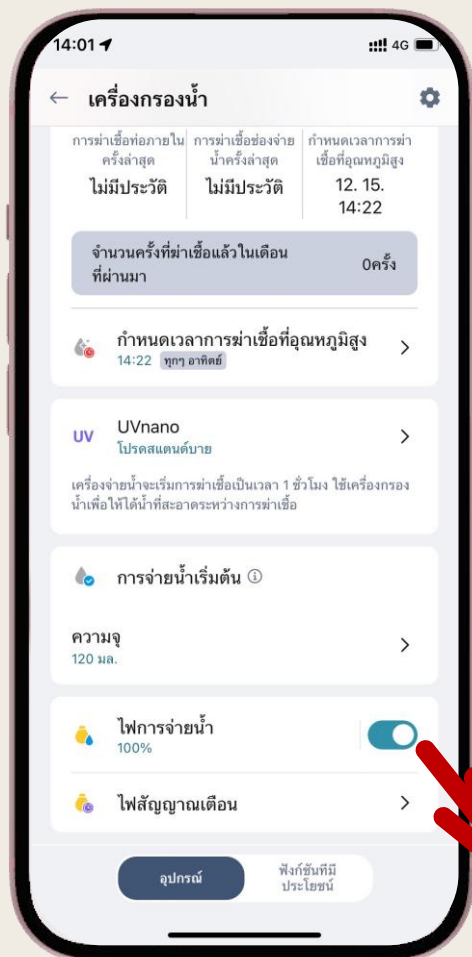 14:01
4G
เครื่องกรองน้ำ
การฆ่าเชื้อท่อภายใน
ครั้งล่าสุด
ไม่มีประวัติ
การฆ่าเชื้อช่องจ่าย
น้ำครั้งล่าสุด
ไม่มีประวัติ
กำหนดเวลาการฆ่า
เชื้อที่อุณหภูมิสูง
12. 15.
14:22
จำนวนครั้งที่ฆ่าเชื้อแล้วในเดือน
ที่ผ่านมา
0ครั้ง
กำหนดเวลาการฆ่าเชื้อที่อุณหภูมิสูง
14:22 ทุกๆ อาทิตย์
UV
UVnano
โปรดสแตนด์บาย
เครื่องจ่ายน้ำจะเริ่มการฆ่าเชื้อเป็นเวลา 1 ชั่วโมง ใช้เครื่องกรอง
น้ำเพื่อให้ได้น้ำที่สะอาดระหว่างการฆ่าเชื้อ
การจ่ายน้ำเริ่มต้น
ความจุ
120 มล.
ไฟการจ่ายน้ำ
100%
ไฟสัญญาณเตือน
อุปกรณ์
ฟังก์ชันที่มี
ประโยชน์